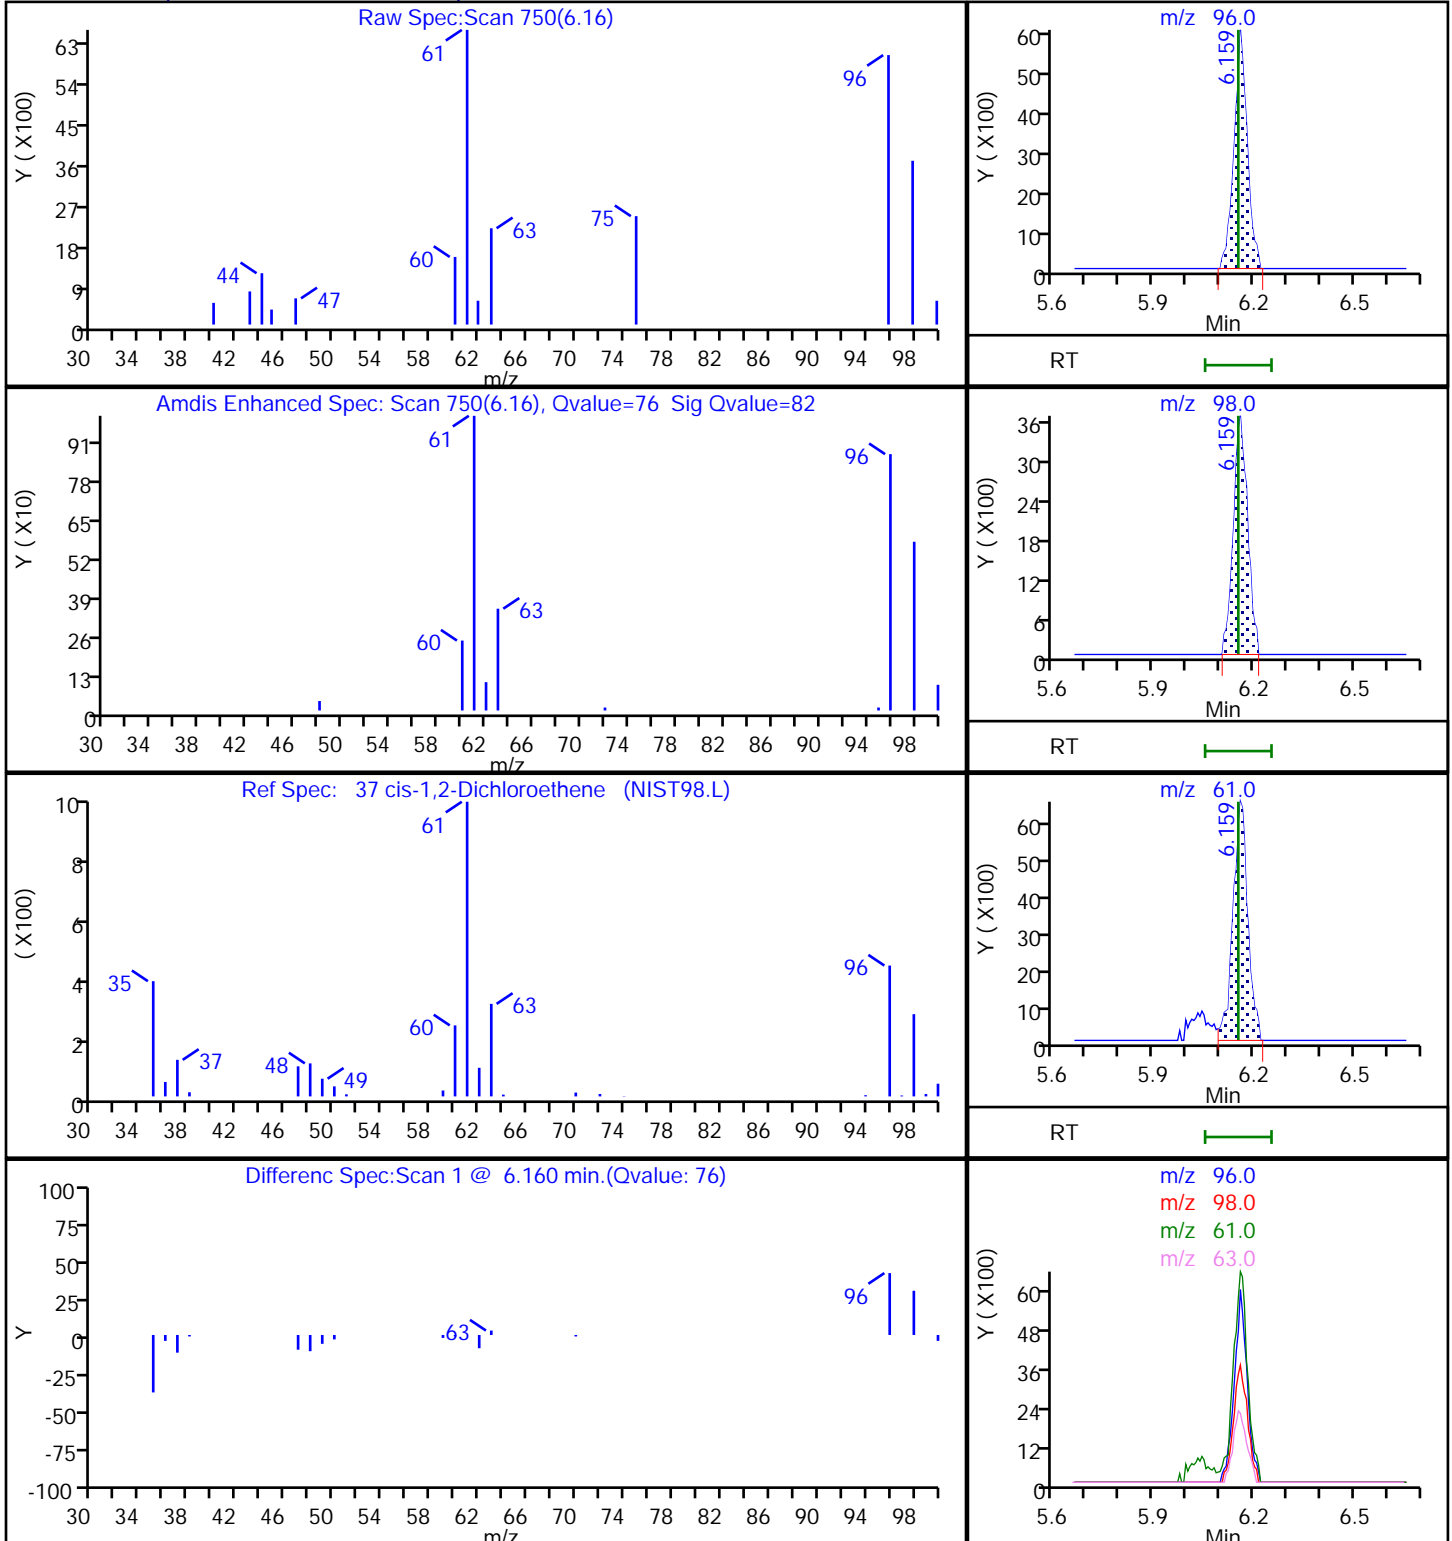 Raw Spec:Scan 750(6.16)
Y ( X100)
63
54
45
36
27
18
9
0
61
96
75
63
60
44
47
30 34 38 42 46 50 54 58 62 66 70 74 78 82 86 90 94 98
m/z
m/z 96.0
Y ( X100)
60
50
40
30
20
10
0
6.159
5.6 5.9 6.2 6.5
Min
RT
Amdis Enhanced Spec: Scan 750(6.16), Qvalue=76 Sig Qvalue=82
Y ( X10)
91
78
65
52
39
26
13
0
61
96
63
60
30 34 38 42 46 50 54 58 62 66 70 74 78 82 86 90 94 98
m/z
m/z 98.0
Y ( X100)
36
30
24
18
12
6
0
6.159
5.6 5.9 6.2 6.5
Min
RT
Ref Spec: 37 cis-1,2-Dichloroethene (NIST98.L)
( X100)
10
8
6
4
2
0
61
35
96
60
63
37
48
49
30 34 38 42 46 50 54 58 62 66 70 74 78 82 86 90 94 98
m/z 61.0
Y ( X100)
60
50
40
30
20
10
0
6.159
5.6 5.9 6.2 6.5
Min
RT
Differenc Spec:Scan 1 @ 6.160 min.(Qvalue: 76)
Y
100
75
50
25
0
-25
-50
-75
-100
96
63
30 34 38 42 46 50 54 58 62 66 70 74 78 82 86 90 94 98
m/z
m/z 96.0
m/z 98.0
m/z 61.0
m/z 63.0
Y ( X100)
60
48
36
24
12
0
5.6 5.9 6.2 6.5
Min